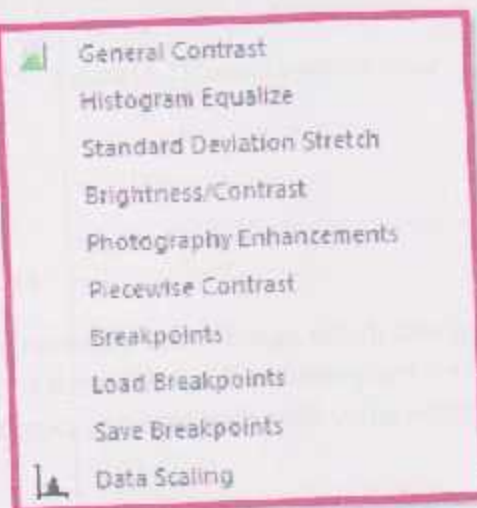 General Contrast
Histogram Equalize
Standard Deviation Stretch
Brightness/Contrast
Photography Enhancements
Piecewise Contrast
Breakpoints
Load Breakpoints
Save Breakpoints
Data Scaling